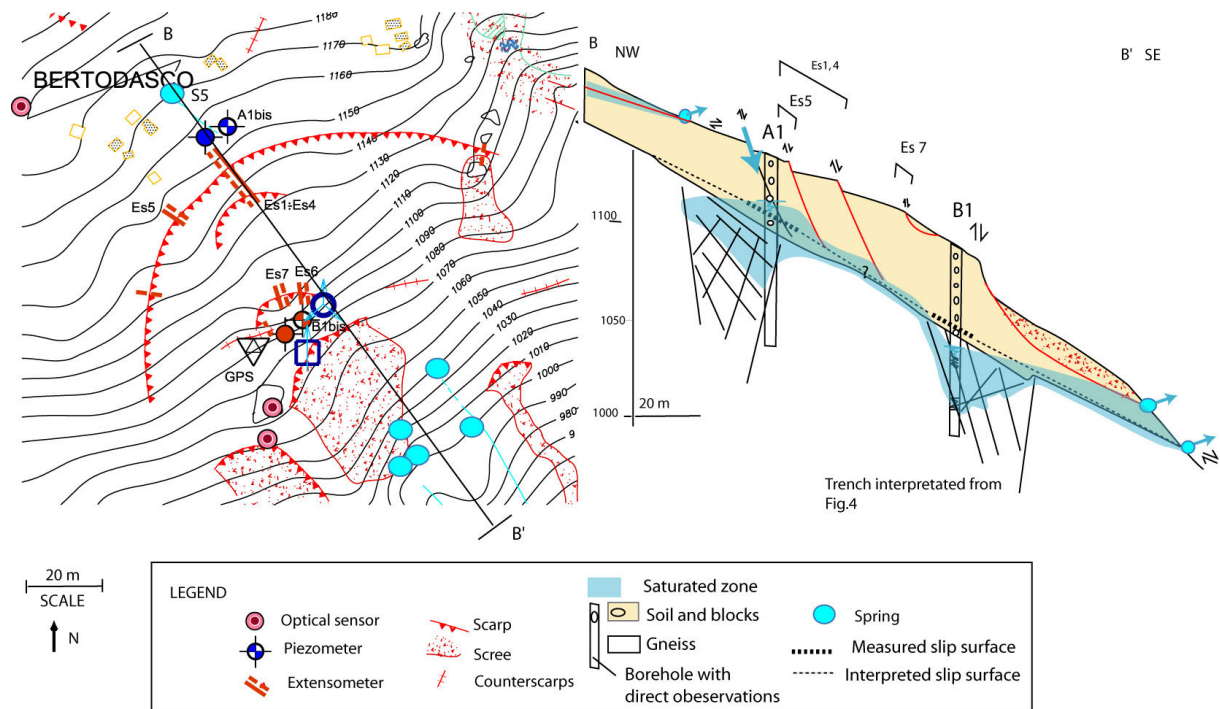 B
BERTODASCO
S5
A1bis
Es5
Es1÷Es4
Es7
Es6
B1bis
GPS
B'
1180
1170
1160
1150
1140
1130
1120
1110
1100
1090
1080
1070
1060
1050
1040
1030
1020
1010
1000
990
980
9
B
NW
Es1,4
B' SE
Es5
A1
Es 7
B1
1100
1050
1000
20 m
?
Trench interpretated from
Fig.4
20 m
SCALE
N
LEGEND
Optical sensor
Piezometer
Extensometer
Scarp
Scree
Counterscarps
Saturated zone
Soil and blocks
Gneiss
Borehole with
direct obeservations
Spring
Measured slip surface
Interpreted slip surface